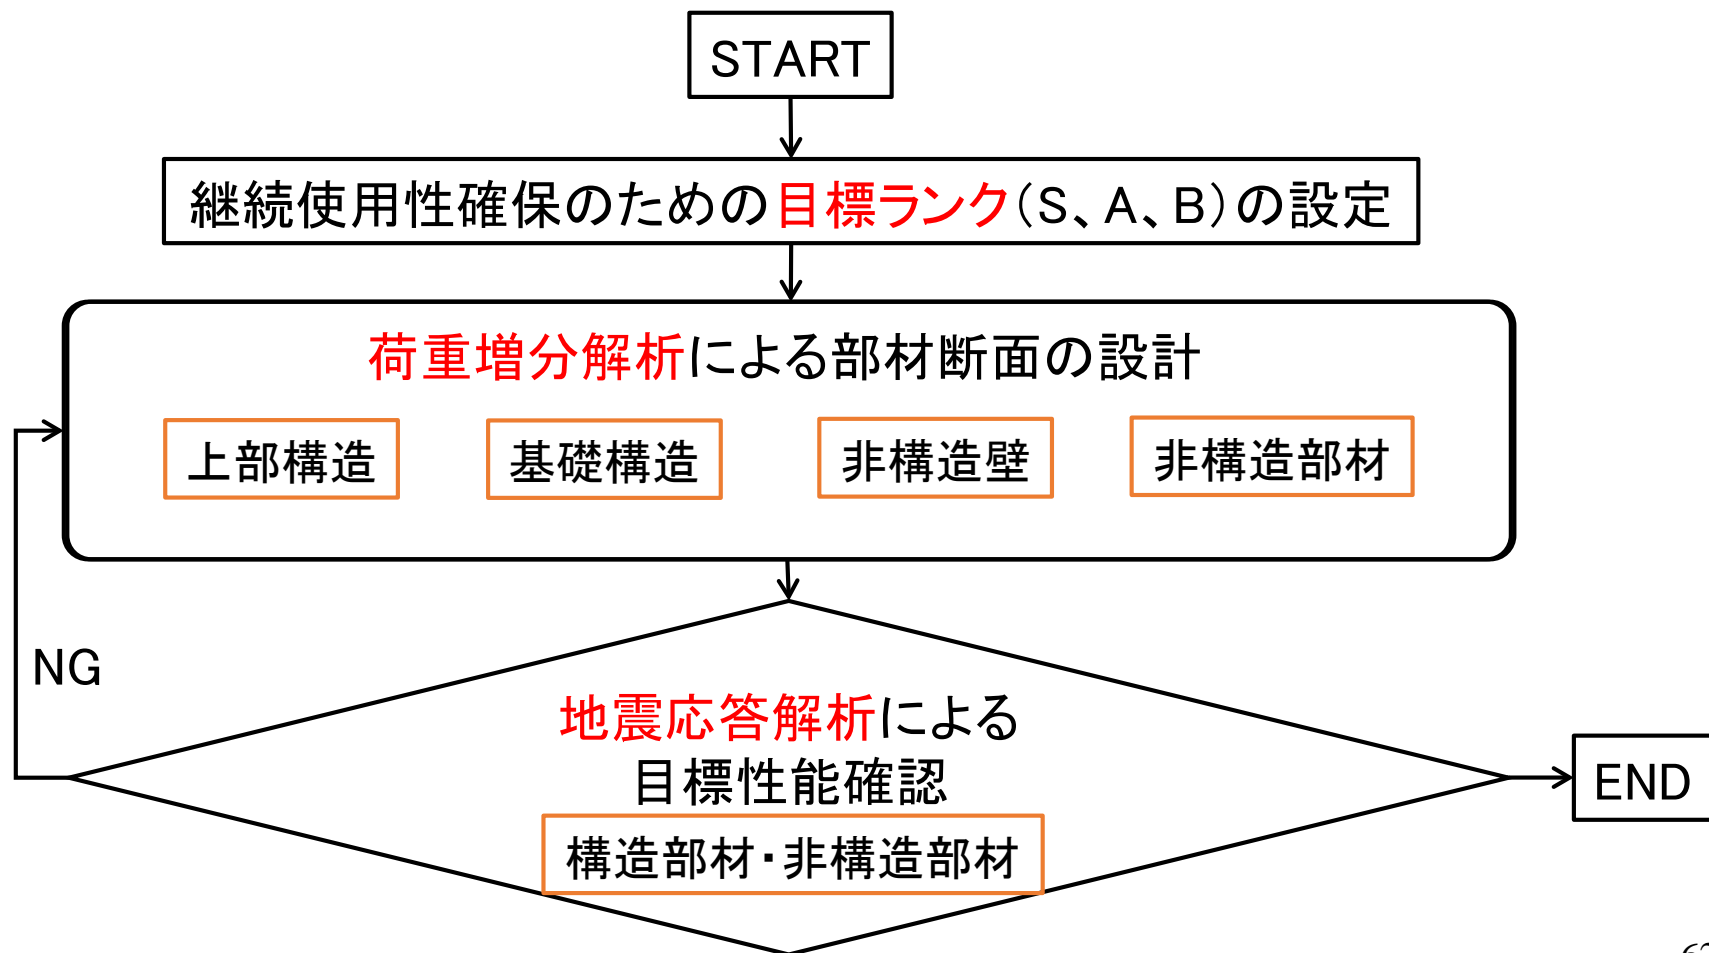 START
継続使用性確保のための目標ランク（S、A、B）の設定
荷重増分解析による部材断面の設計
上部構造
基礎構造
非構造壁
非構造部材
NG
地震応答解析による
目標性能確認
構造部材・非構造部材
END